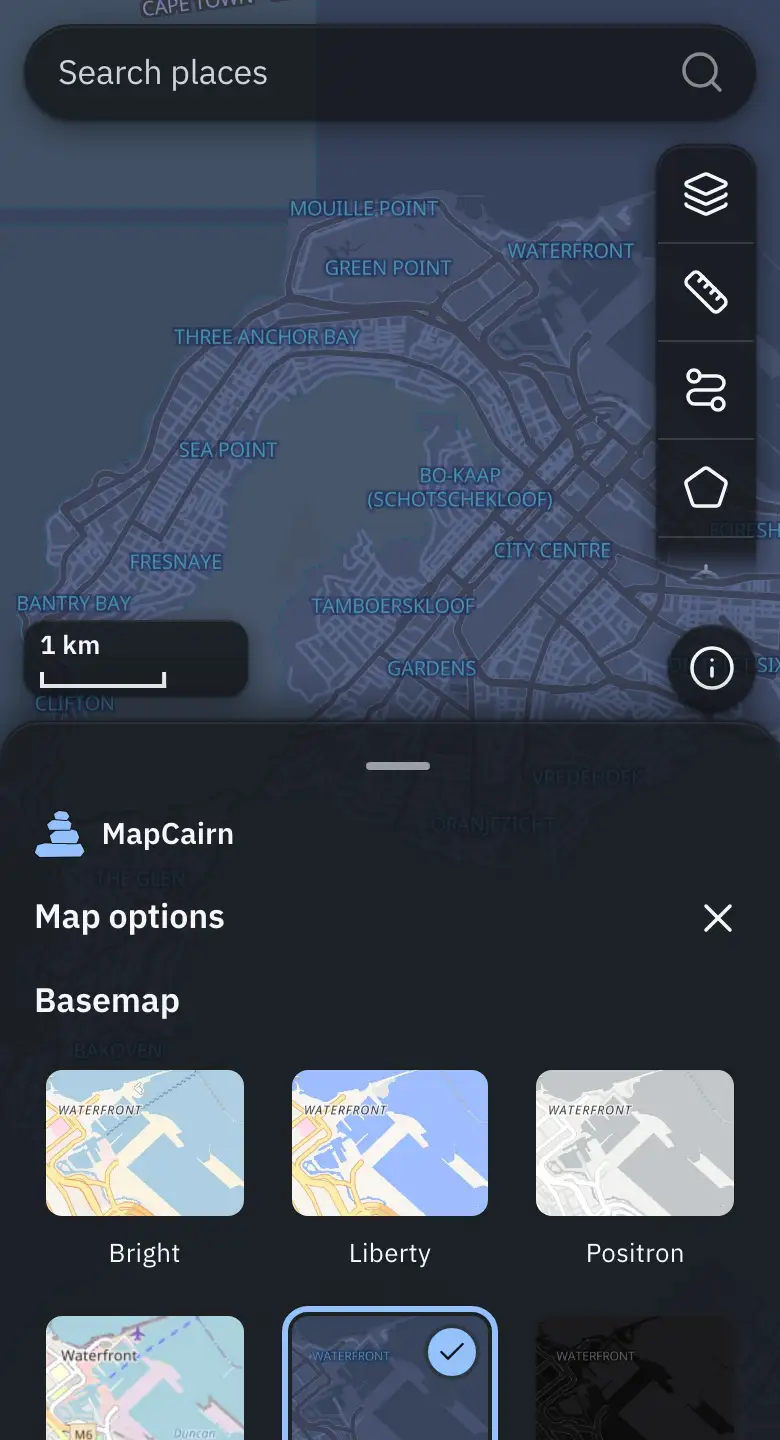 CAPE TOWN
Search places
MOUILLE POINT
WATERFRONT
GREEN POINT
THREE ANCHOR BAY
SEA POINT
BO-KAAP
(SCHOTSCHEKLOOF)
CITY CENTRE
FRESNAYE
BANTRY BAY
TAMBOERSKLOOF
1 km
GARDENS
CLIFTON
VREDEHOEK
ORANJEZICHT
MapCairn
THE GLEN
Map options
Basemap
BAKOVEN
WATERFRONT
WATERFRONT
WATERFRONT
Bright
Liberty
Positron
Waterfront
WATERFRONT
WATERFRONT
M6
Duncan